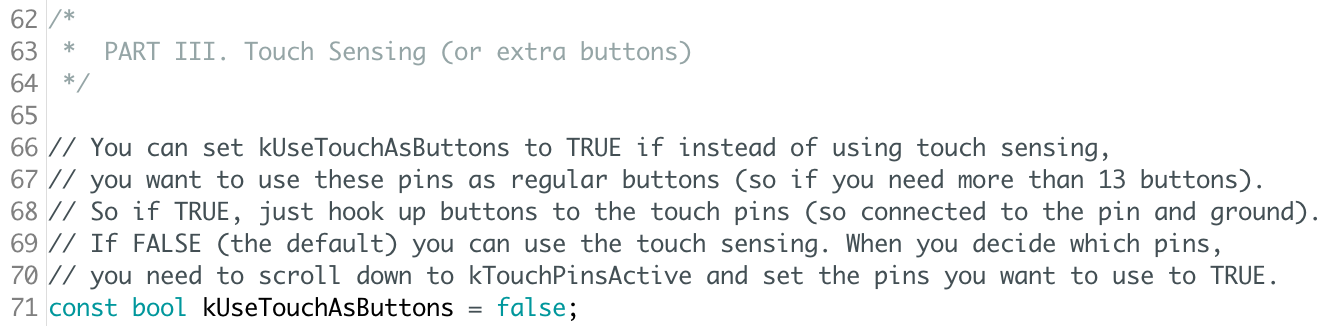 62 /*
63  *  PART III. Touch Sensing (or extra buttons)
64  */
65
66 // You can set kUseTouchAsButtons to TRUE if instead of using touch sensing,
67 // you want to use these pins as regular buttons (so if you need more than 13 buttons).
68 // So if TRUE, just hook up buttons to the touch pins (so connected to the pin and ground).
69 // If FALSE (the default) you can use the touch sensing. When you decide which pins,
70 // you need to scroll down to kTouchPinsActive and set the pins you want to use to TRUE.
71 const bool kUseTouchAsButtons = false;